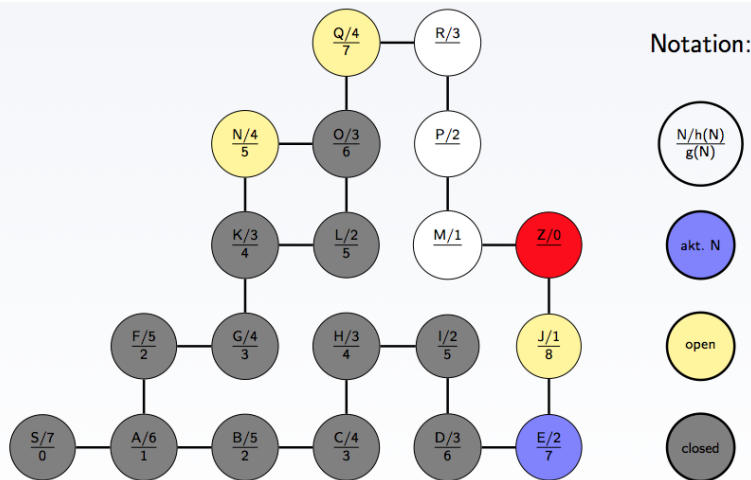 Q/4
7
R/3
Notation:
N/4
5
O/3
6
P/2
N/h(N)
g(N)
K/3
4
L/2
5
M/1
Z/0
akt. N
F/5
2
G/4
3
H/3
4
I/2
5
J/1
8
open
S/7
0
A/6
1
B/5
2
C/4
3
D/3
6
E/2
7
closed